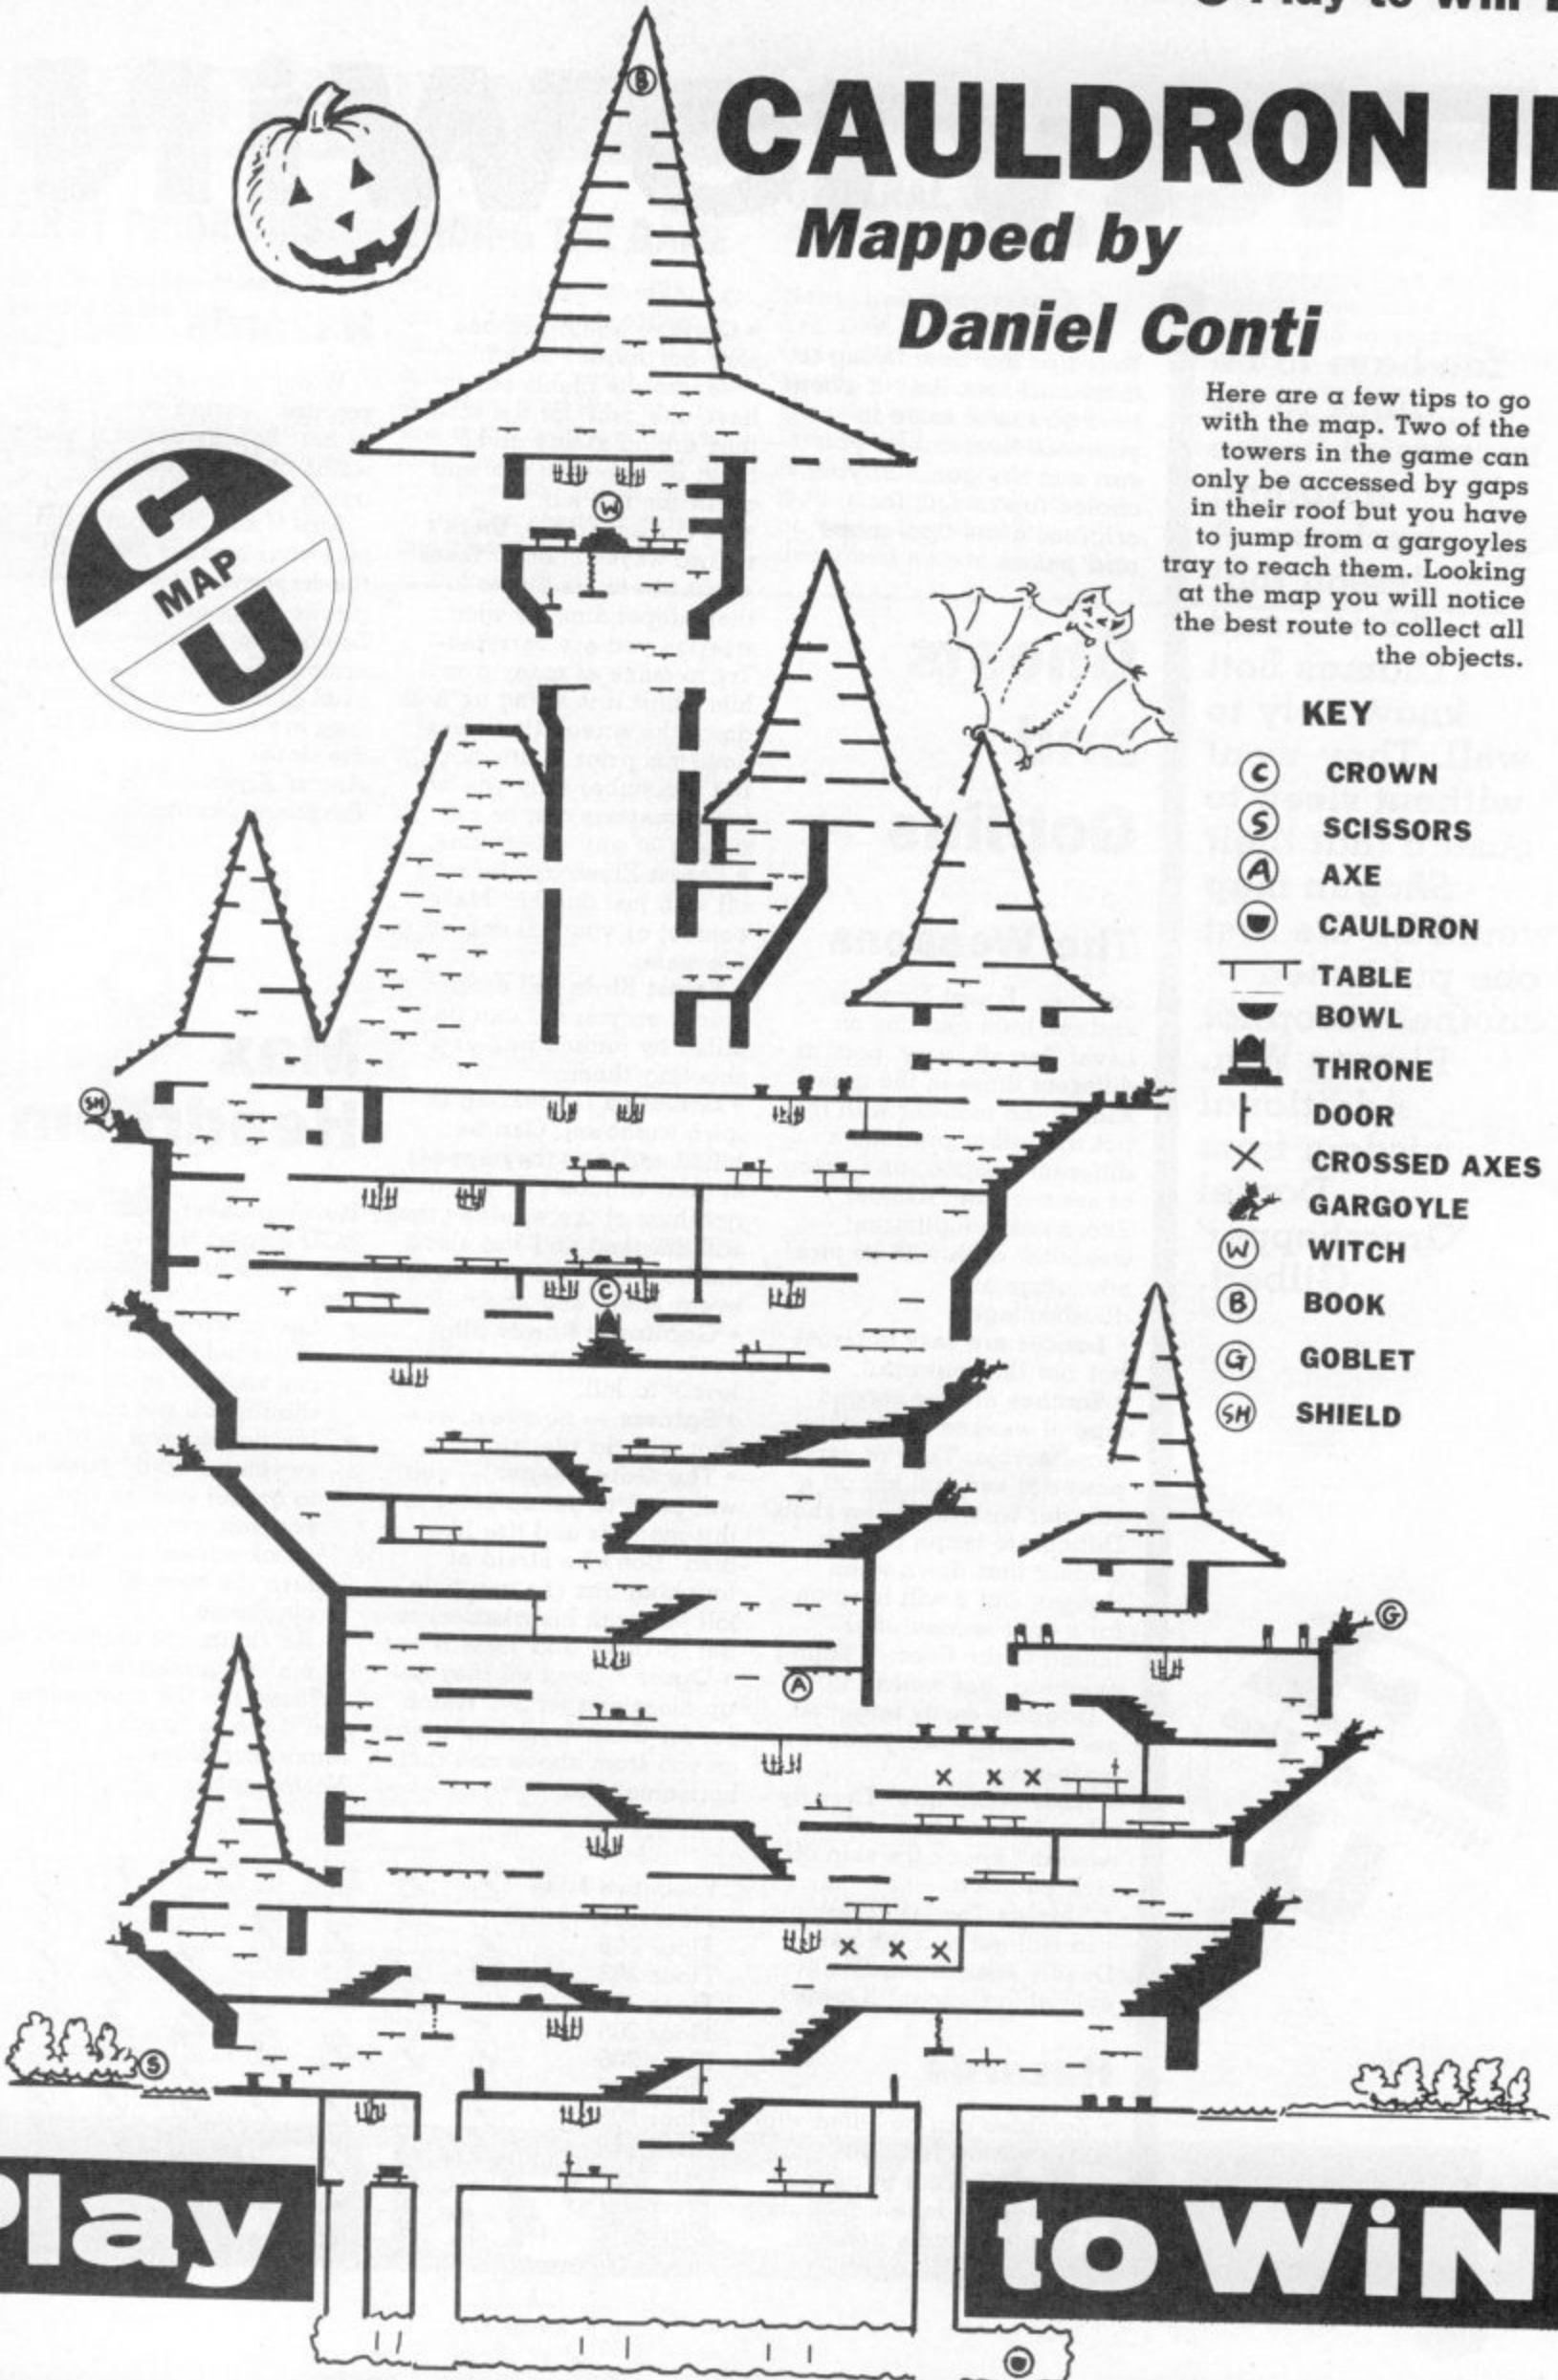 CAULDRON II
Mapped by
Daniel Conti
C
MAP
U
Here are a few tips to go
with the map. Two of the
towers in the game can
only be accessed by gaps
in their roof but you have
to jump from a gargoyles
tray to reach them. Looking
at the map you will notice
the best route to collect all
the objects.
KEY
C CROWN
S SCISSORS
A AXE
CAULDRON
TABLE
BOWL
THRONE
DOOR
CROSSED AXES
GARGOYLE
W WITCH
B BOOK
G GOBLET
SH SHIELD
B
W
SH
C
G
A
S
Play to WiN